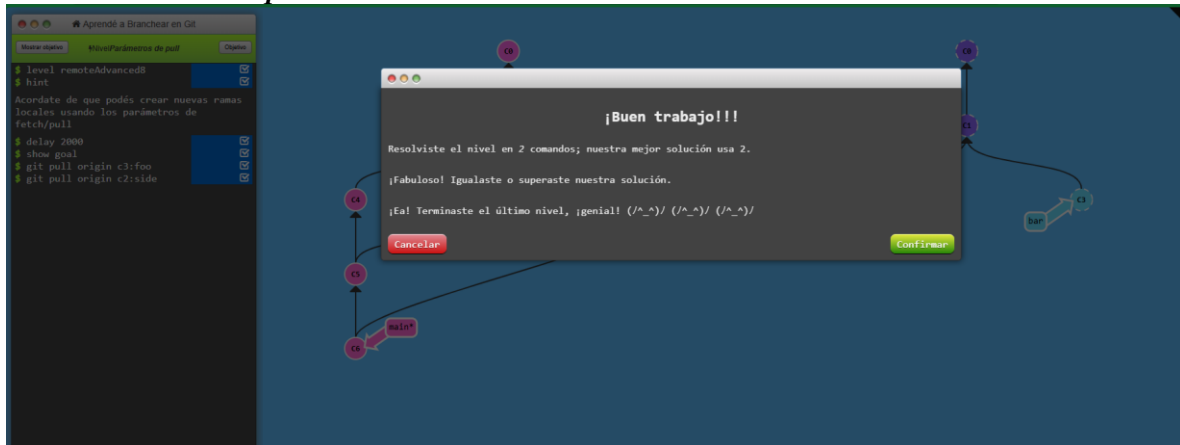 Aprendé a Branchear en Git
Mostrar objetivo
Nivel Parámetros de pull
Objetivo
$ level remoteAdvanced8
$ hint
Acordate de que podés crear nuevas ramas
locales usando los parámetros de
fetch/pull
$ delay 2000
$ show goal
$ git pull origin c3:foo
$ git pull origin c2:side
C0
C4
C5
C6
main*
¡Buen trabajo!!!
Resolviste el nivel en 2 comandos; nuestra mejor solución usa 2.
¡Fabuloso! Igualaste o superaste nuestra solución.
¡Ea! Terminaste el último nivel, ¡genial! (/^_^)/ (/^_^)/ (/^_^)/
Cancelar
Confirmar
C0
C1
C3
bar